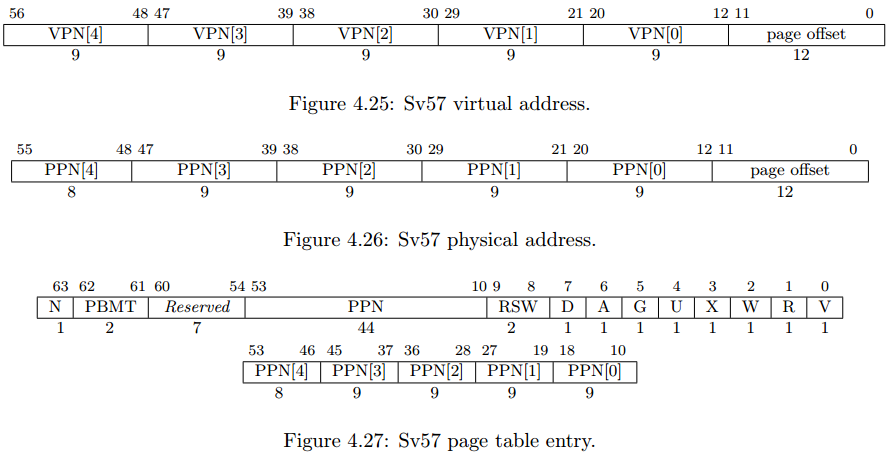 56 48 47 39 38 30 29 21 20 12 11 0
VPN[4] VPN[3] VPN[2] VPN[1] VPN[0] page offset
9 9 9 9 9 12
Figure 4.25: Sv57 virtual address.
55 48 47 39 38 30 29 21 20 12 11 0
PPN[4] PPN[3] PPN[2] PPN[1] PPN[0] page offset
8 9 9 9 9 12
Figure 4.26: Sv57 physical address.
63 62 61 60 54 53 10 9 8 7 6 5 4 3 2 1 0
N PBMT Reserved PPN RSW D A G U X W R V
1 2 7 44 2 1 1 1 1 1 1 1 1
53 46 45 37 36 28 27 19 18 10
PPN[4] PPN[3] PPN[2] PPN[1] PPN[0]
8 9 9 9 9
Figure 4.27: Sv57 page table entry.